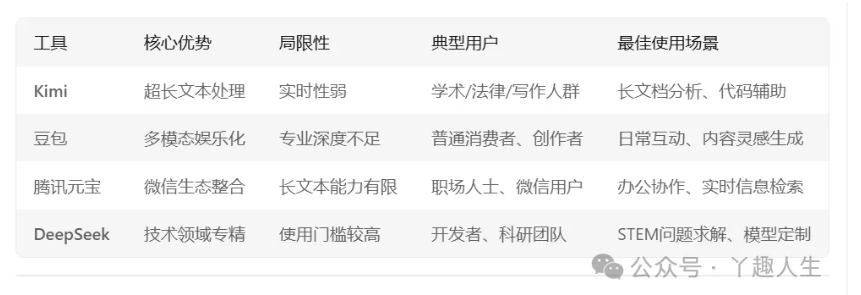 工具 核心优势 局限性 典型用户 最佳使用场景
Kimi 超长文本处理 实时性弱 学术/法律/写作人群 长文档分析、代码辅助
豆包 多模态娱乐化 专业深度不足 普通消费者、创作者 日常互动、内容灵感生成
腾讯元宝 微信生态整合 长文本能力有限 职场人士、微信用户 办公协作、实时信息检索
DeepSeek 技术领域专精 使用门槛较高 开发者、科研团队 STEM问题求解、模型定制
公众号·丫趣人生